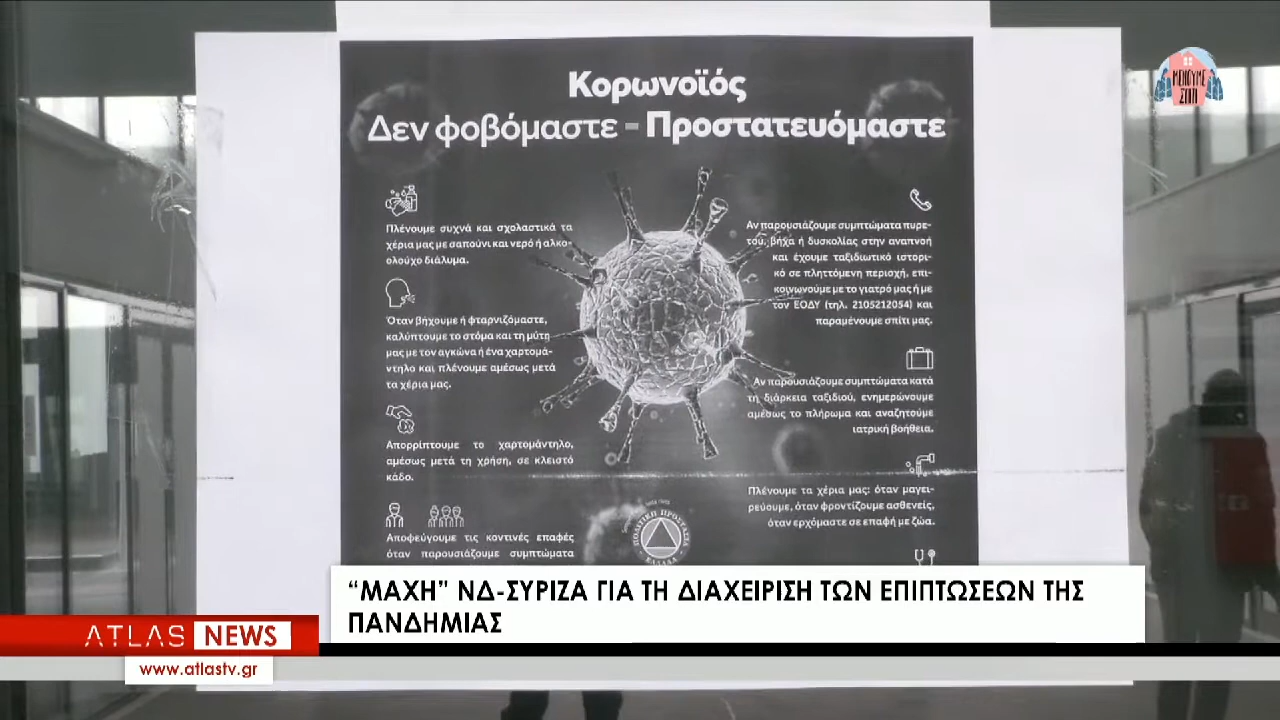 Κορωνοϊός
Δεν φοβόμαστε - Προστατευόμαστε
Πλένουμε συχνά και σχολαστικά τα
χέρια μας με σαπούνι και νερό ή αλκο-
ολούχο διάλυμα.
Όταν βήχουμε ή φταρνιζόμαστε,
καλύπτουμε το στόμα και τη μύτη
μας με τον αγκώνα ή ένα χαρτομά-
ντηλο και πλένουμε αμέσως μετά
τα χέρια μας.
Απορρίπτουμε το χαρτομάντηλο,
αμέσως μετά τη χρήση, σε κλειστό
κάδο.
Αποφεύγουμε τις κοντινές επαφές
όταν παρουσιάζουμε συμπτώματα
Αν παρουσιάζουμε συμπτώματα πυρε-
τού, βήχα ή δυσκολίας στην αναπνοή
και έχουμε ταξιδιωτικό ιστορι-
κό σε πληττόμενη περιοχή, επι-
κοινωνούμε με το γιατρό μας ή με
τον ΕΟΔΥ (τηλ. 2105212054) και
παραμένουμε σπίτι μας.
Αν παρουσιάζουμε συμπτώματα κατά
τη διάρκεια ταξιδιού, ενημερώνουμε
αμέσως το πλήρωμα και αναζητούμε
ιατρική βοήθεια.
Πλένουμε τα χέρια μας: όταν μαγει-
ρεύουμε, όταν φροντίζουμε ασθενείς,
όταν ερχόμαστε σε επαφή με ζώα.
ΠΟΛΙΤΙΚΗ ΠΡΟΣΤΑΣΙΑ
ΕΛΛΑΔΑ
ΜΕΝΟΥΜΕ
ΣΠΙΤΙ
“ΜΑΧΗ” ΝΔ-ΣΥΡΙΖΑ ΓΙΑ ΤΗ ΔΙΑΧΕΙΡΙΣΗ ΤΩΝ ΕΠΙΠΤΩΣΕΩΝ ΤΗΣ
ΠΑΝΔΗΜΙΑΣ
ATLAS NEWS
www.atlastv.gr